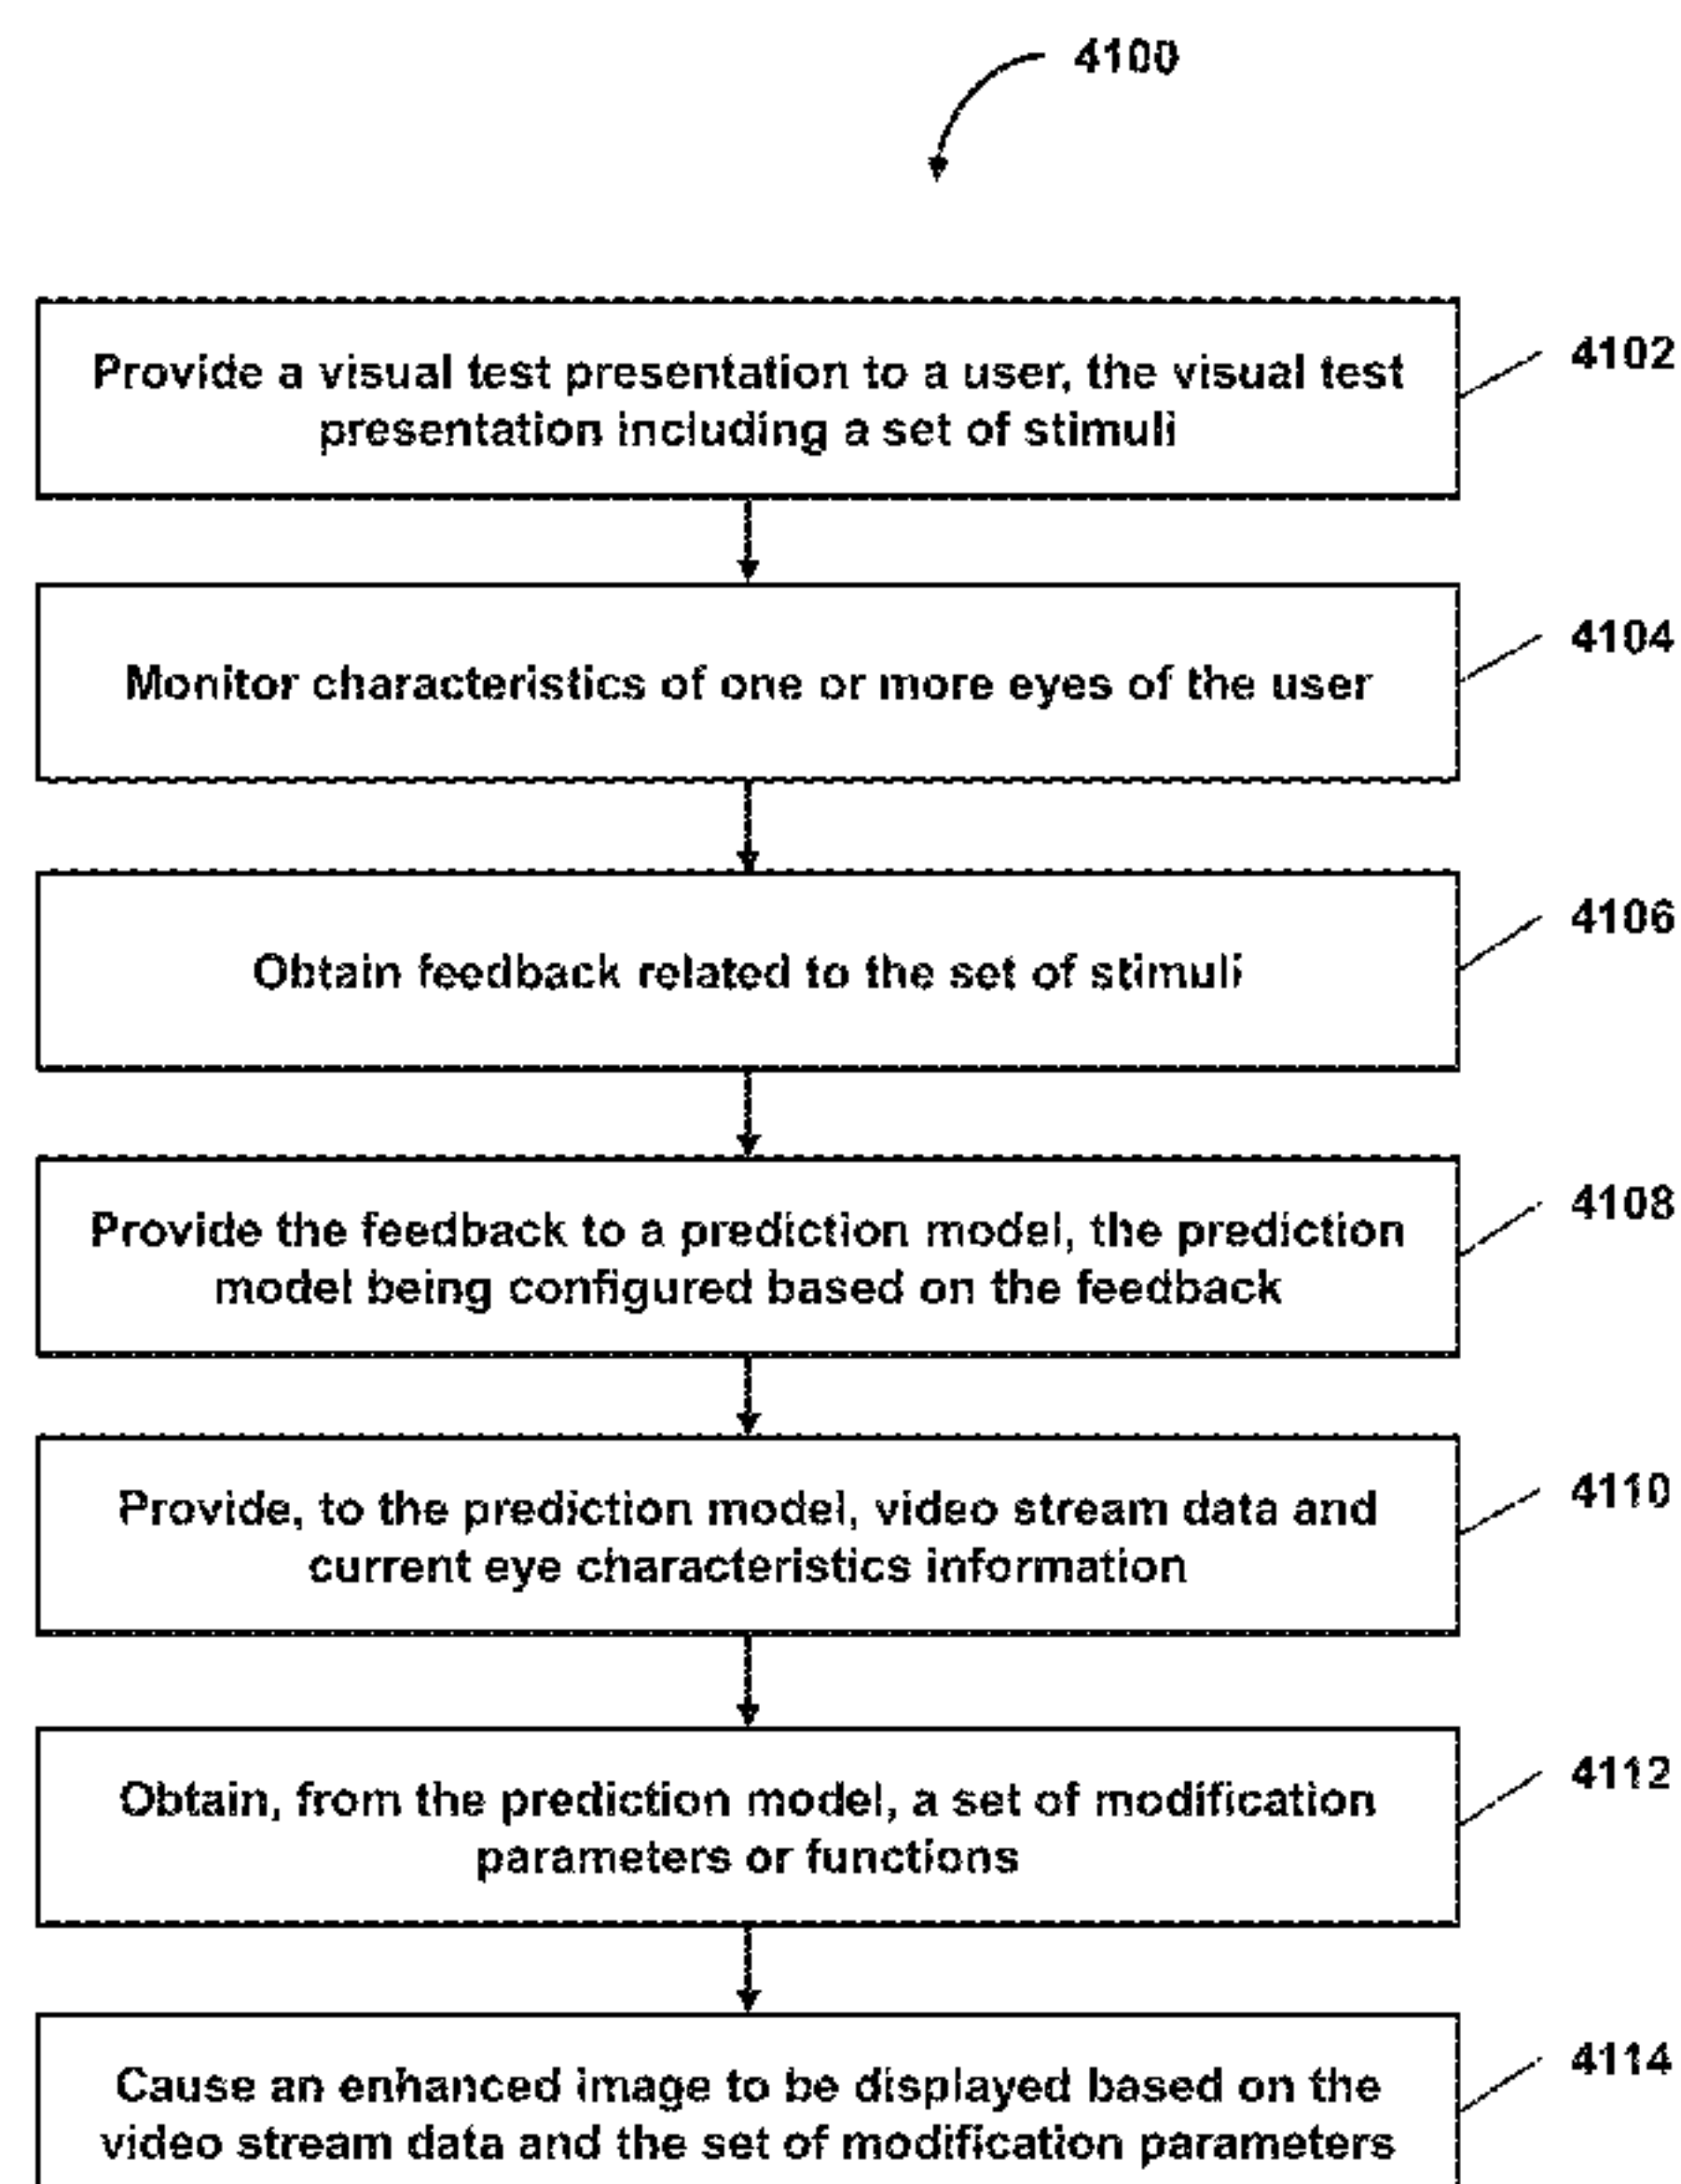 4100
Provide a visual test presentation to a user, the visual test
presentation including a set of stimuli
4102
Monitor characteristics of one or more eyes of the user
4104
Obtain feedback related to the set of stimuli
4106
Provide the feedback to a prediction model, the prediction
model being configured based on the feedback
4108
Provide, to the prediction model, video stream data and
current eye characteristics information
4110
Obtain, from the prediction model, a set of modification
parameters or functions
4112
Cause an enhanced image to be displayed based on the
video stream data and the set of modification parameters
4114